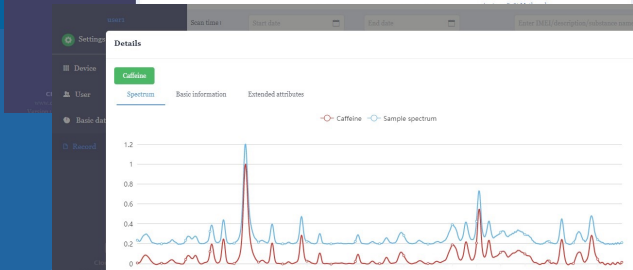 Scan time :
Start date
End date
Settings
Details
Device
Caffeine
User
Spectrum
Basic information
Extended attributes
Basic dat
Caffeine
Sample spectrum
Record
1.2
1
0.8
0.6
0.4
0.2
0